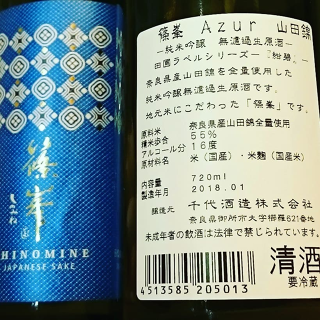 篠峯
しのみね
SHINOMINE
JAPANESE SAKE
篠峯 Azur 山田錦
―純米吟醸 無濾過生原酒―
―田圃ラベルシリーズ―『紺碧』―
奈良県産山田錦を全量使用した
純米吟醸無濾過生原酒です。
地元米にこだわった「篠峯」です。
原料米 奈良県産山田錦全量使用
精米歩合 55%
アルコール分 16度
原材料名 米(国産)・米麹(国産米)
内容量 720ml
製造年月 2018.01
醸造元 千代酒造株式会社
奈良県御所市大字櫛羅621番地
未成年者の飲酒は法律で禁じられています。
清酒
要冷蔵
4513585 205013